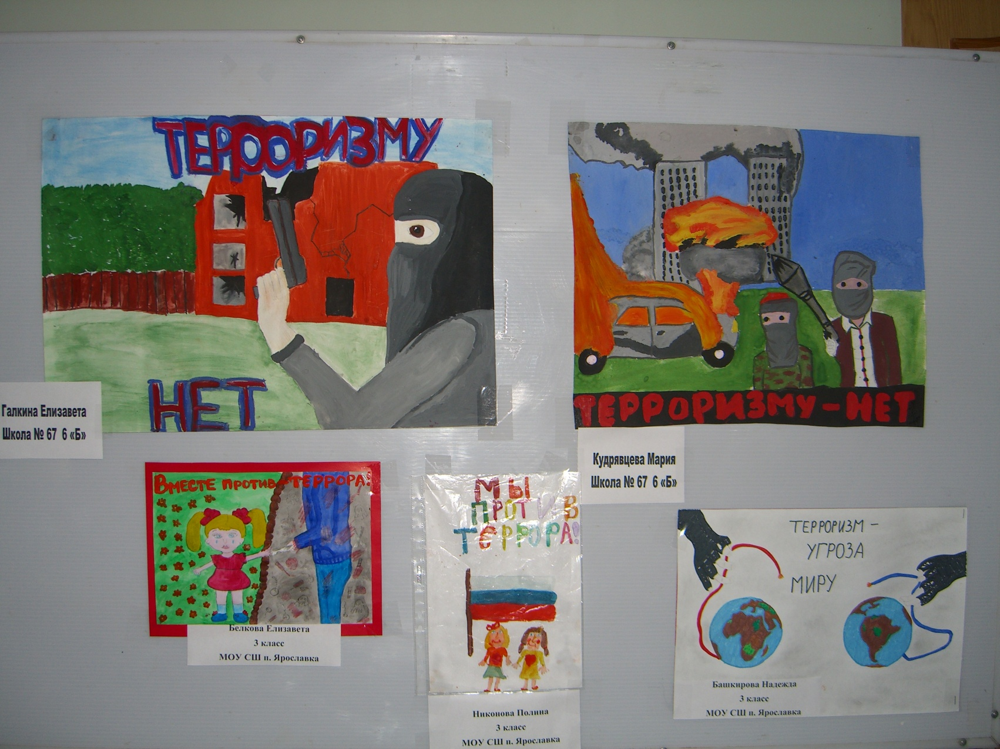 ТЕРРОРИЗМУ
НЕТ
Галкина Елизавета
Школа № 67 6 «Б»
ТЕРРОРИЗМУ - НЕТ
Кудрявцева Мария
Школа № 67 6 «Б»
ВМЕСТЕ ПРОТИВ ТЕРРОРА!
Белкова Елизавета
3 класс
МОУ СШ п. Ярославка
МЫ
ПРОТИВ
ТЕРРОРА!
Никонова Полина
3 класс
МОУ СШ п. Ярославка
ТЕРРОРИЗМ -
УГРОЗА
МИРУ
Башкирова Надежда
3 класс
МОУ СШ п. Ярославка